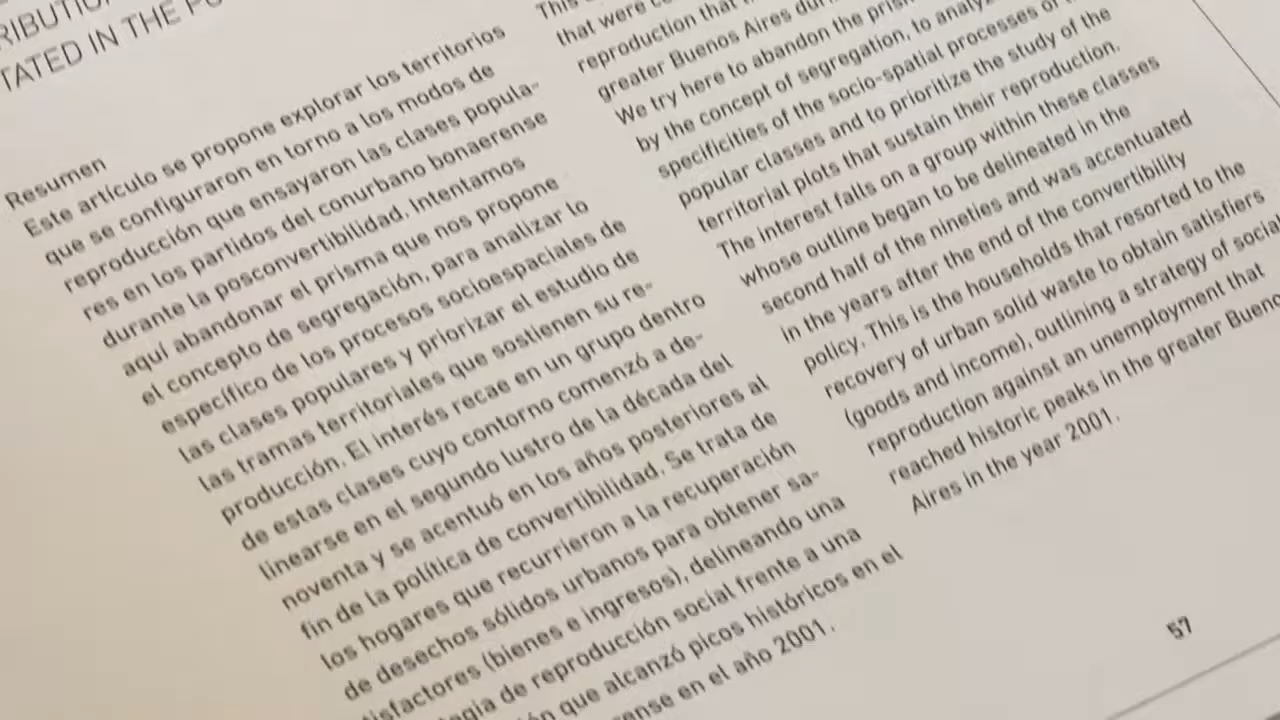 TATED IN THE
Resumen
Este artículo se propone explorar los territorios
que se configuraron en torno a los modos de
reproducción que ensayaron las clases popula-
res en los partidos del conurbano bonaerense
durante la posconvertibilidad. Intentamos
aquí abandonar el prisma que nos propone
el concepto de segregación, para analizar lo
específico de los procesos socioespaciales de
las clases populares y priorizar el estudio de
las tramas territoriales que sostienen su re-
producción. El interés recae en un grupo dentro
de estas clases cuyo contorno comenzó a de-
linearse en el segundo lustro de la década del
noventa y se acentuó en los años posteriores al
fin de la política de convertibilidad. Se trata de
los hogares que recurrieron a la recuperación
de desechos sólidos urbanos para obtener sa-
tisfactores (bienes e ingresos), delineando una
de reproducción social frente a una
que alcanzó picos históricos en el
en el año 2001.
This
that were
reproduction that
greater Buenos Aires
We try here to abandon the
by the concept of segregation, to
specificities of the socio-spatial processes of
popular classes and to prioritize the study of the
territorial plots that sustain their reproduction.
The interest falls on a group within these classes
whose outline began to be delineated in the
second half of the nineties and was accentuated
in the years after the end of the convertibility
policy. This is the households that resorted to the
recovery of urban solid waste to obtain satisfiers
(goods and income), outlining a strategy of social
reproduction against an unemployment that
reached historic peaks in the greater Buenos
Aires in the year 2001.
57